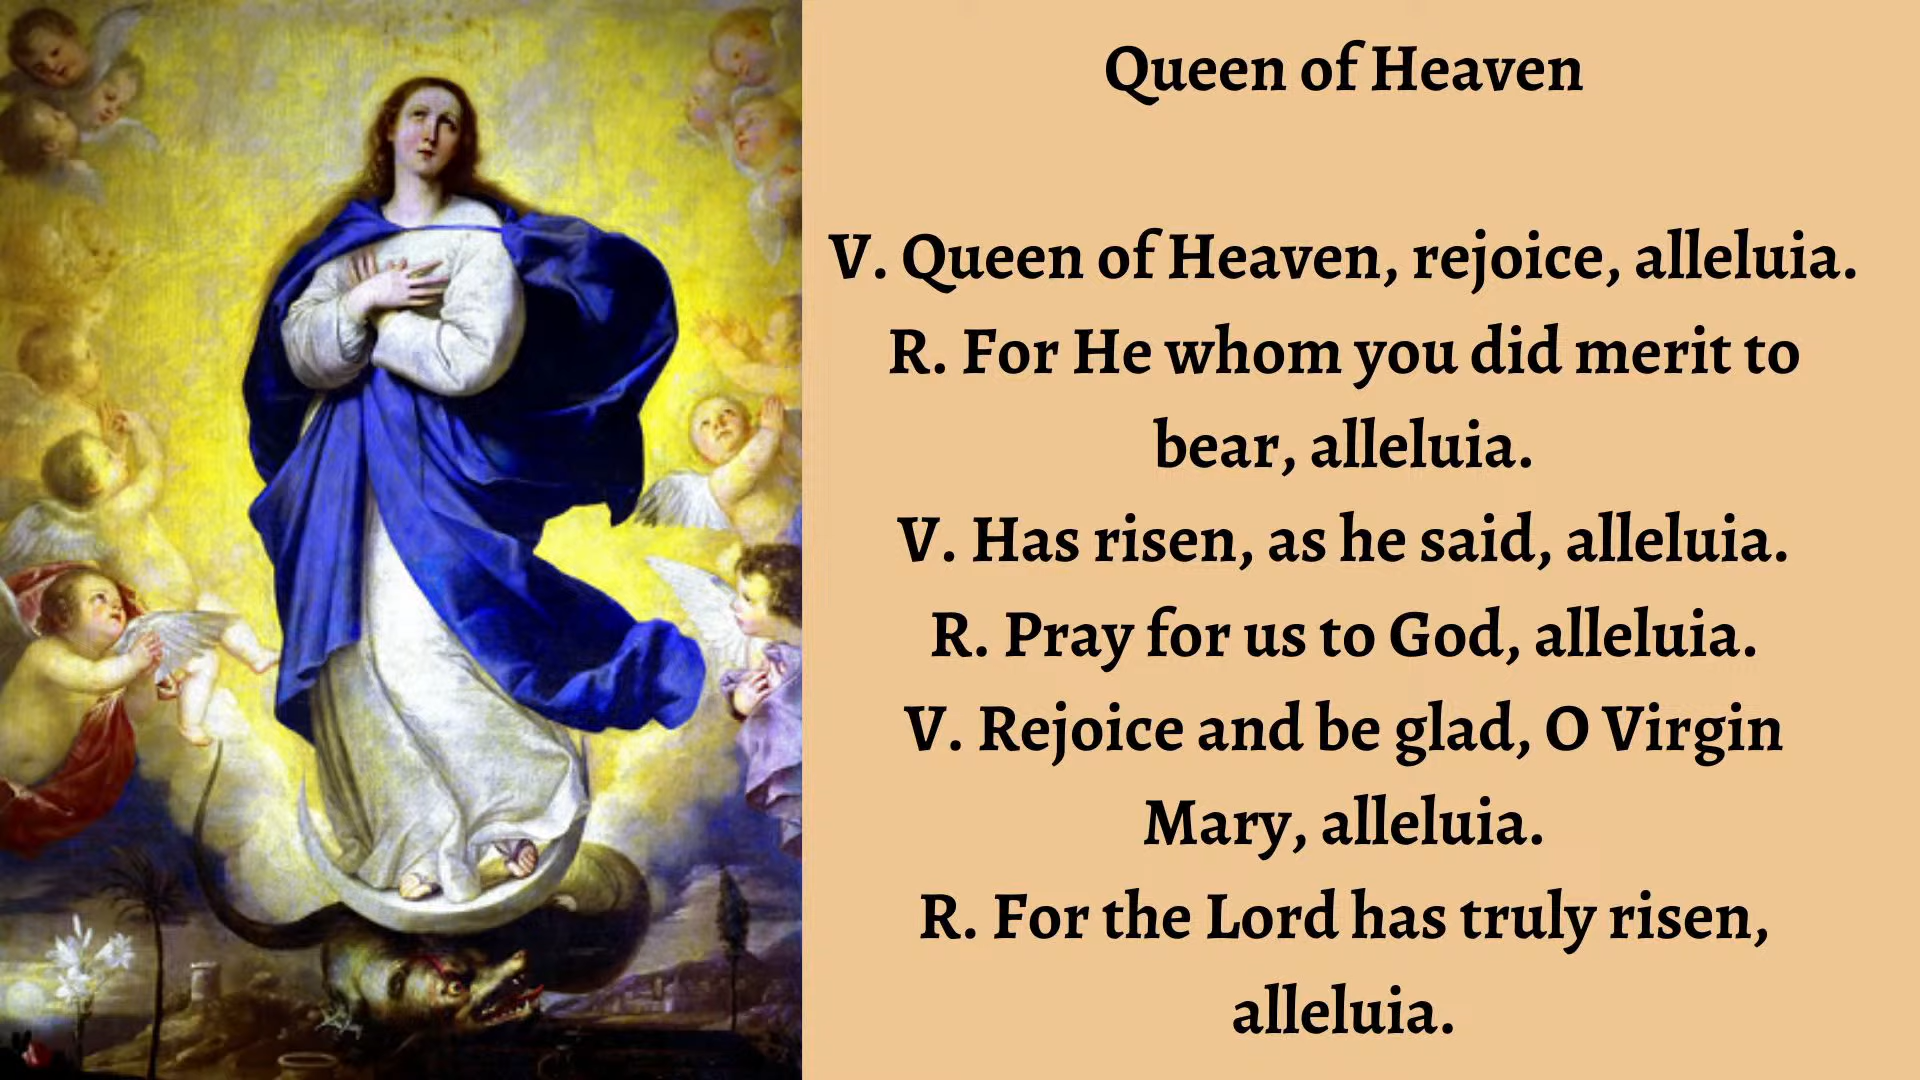 Queen of Heaven
V. Queen of Heaven, rejoice, alleluia.
R. For He whom you did merit to
bear, alleluia.
V. Has risen, as he said, alleluia.
R. Pray for us to God, alleluia.
V. Rejoice and be glad, O Virgin
Mary, alleluia.
R. For the Lord has truly risen,
alleluia.